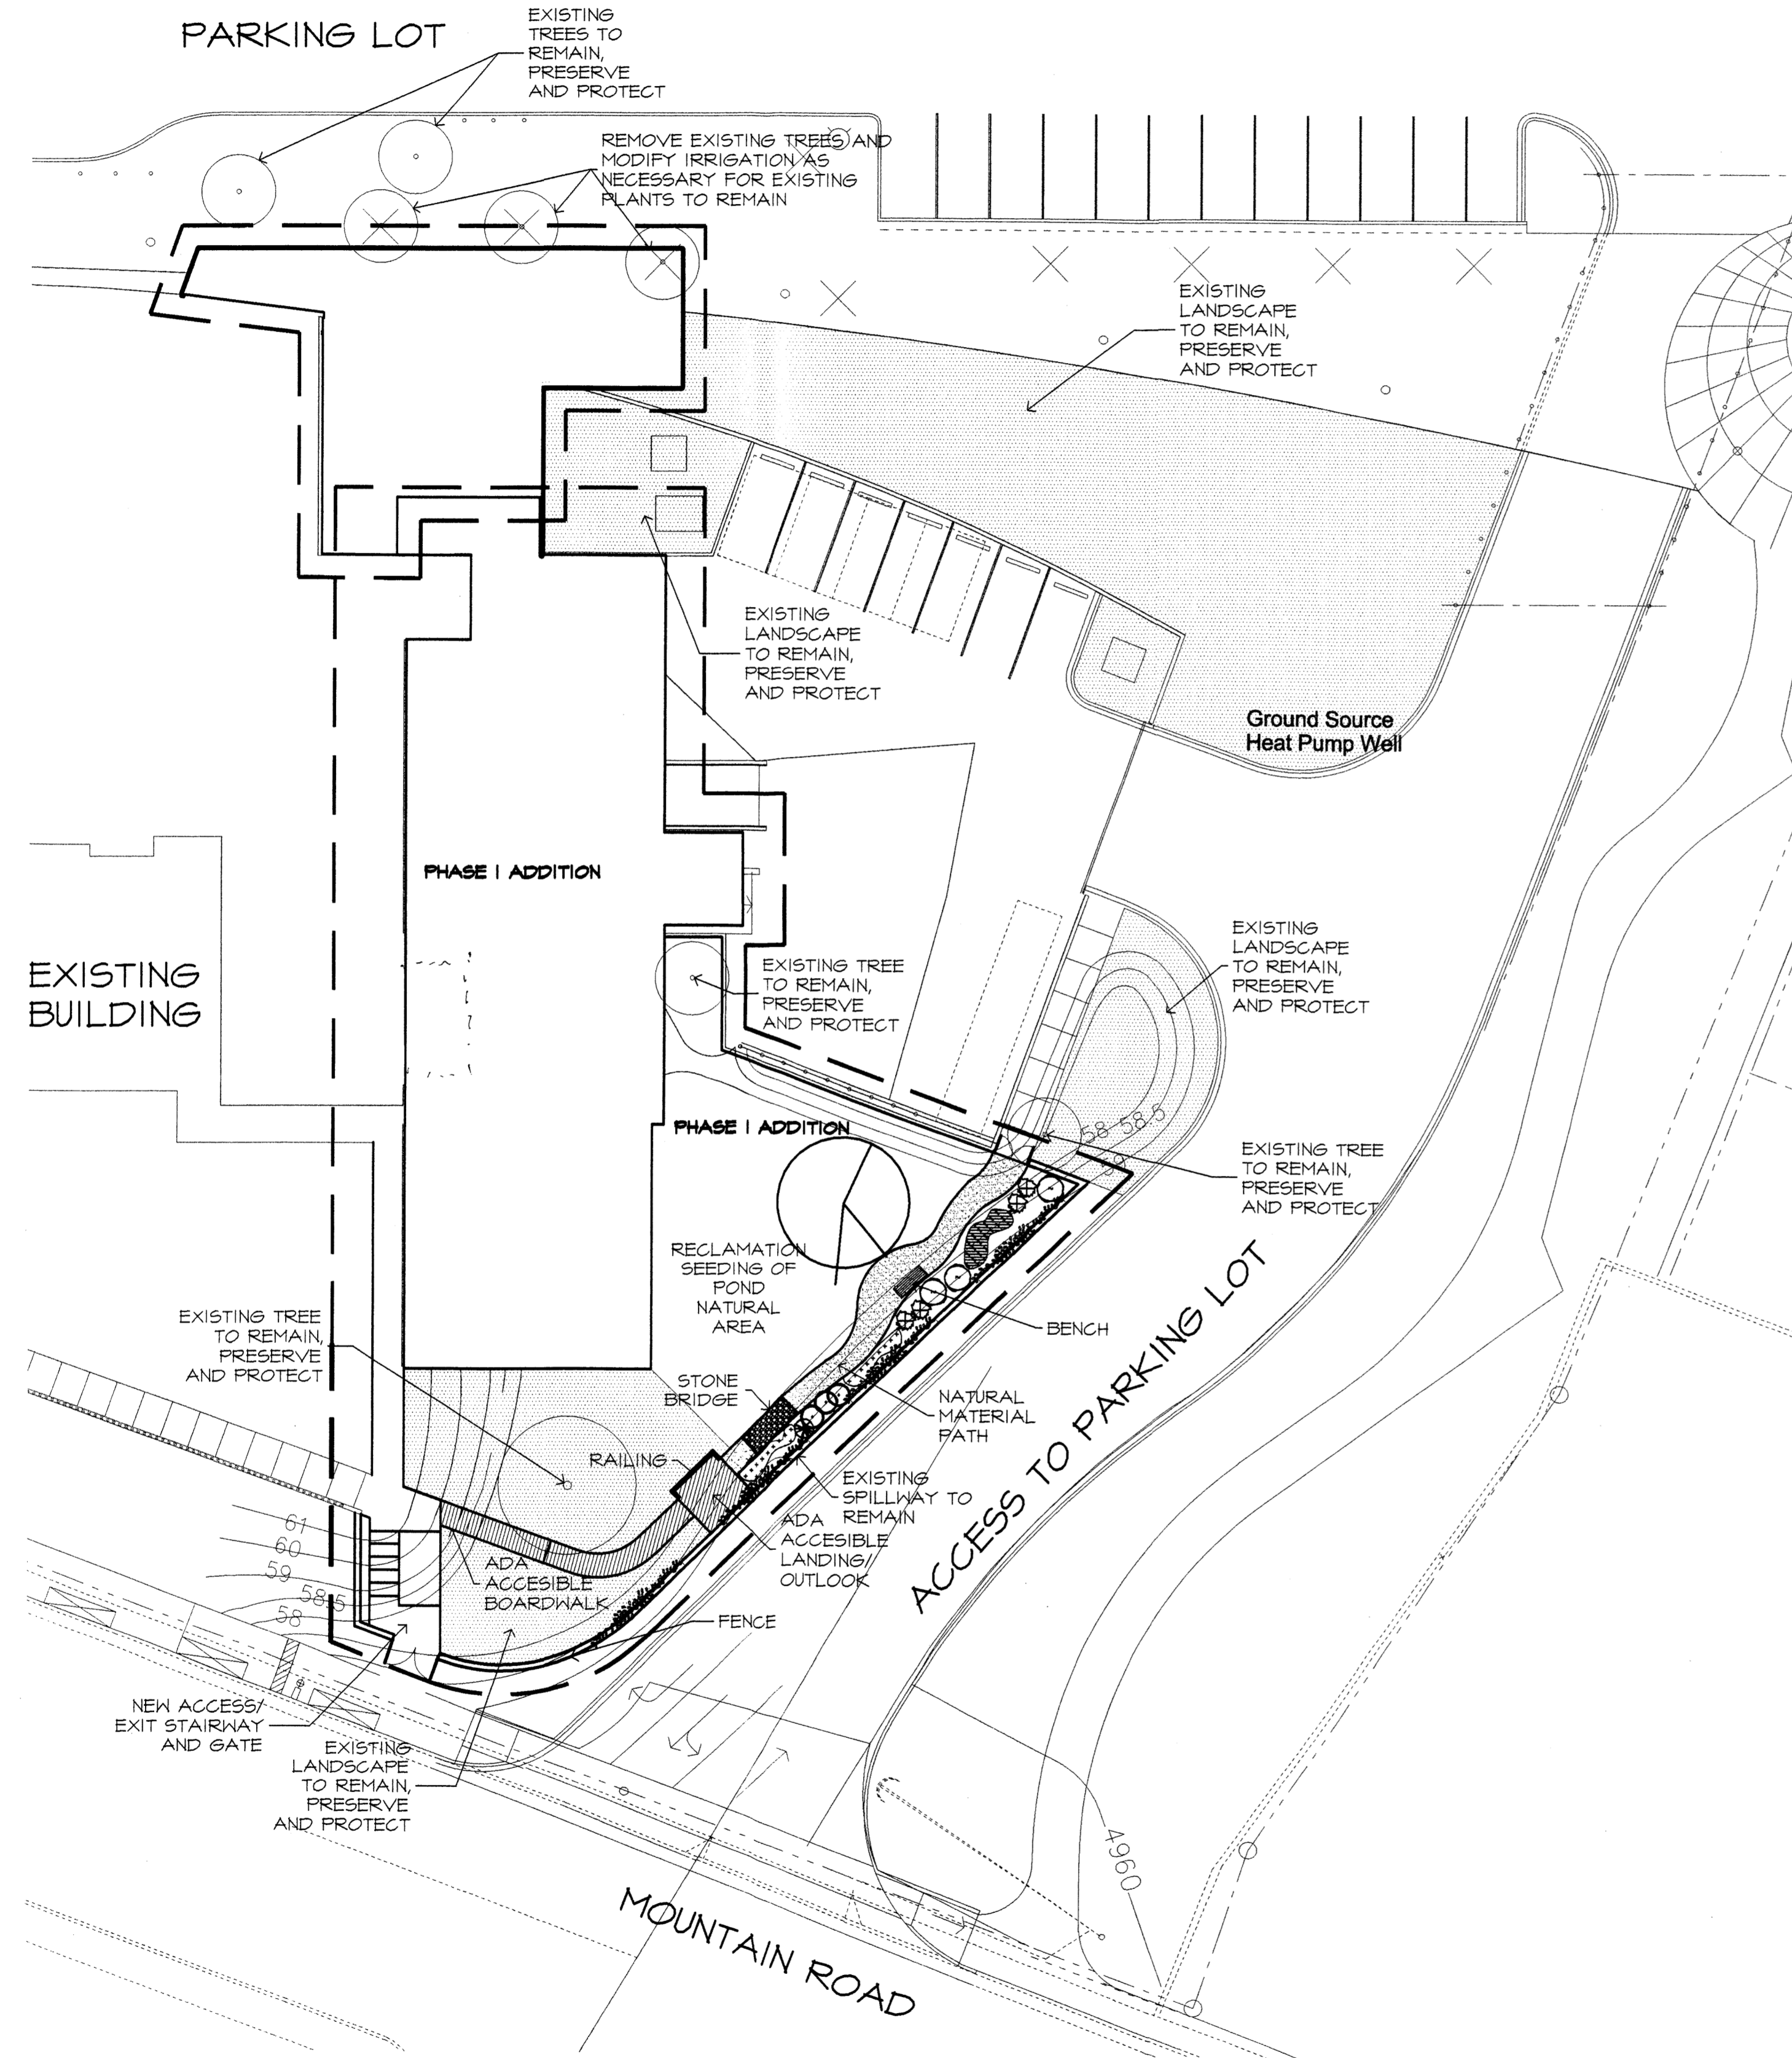 PARKING LOT
EXISTING
TREES TO
REMAIN,
PRESERVE
AND PROTECT
REMOVE EXISTING TREES AND
MODIFY IRRIGATION AS
NECESSARY FOR EXISTING
PLANTS TO REMAIN
EXISTING
LANDSCAPE
TO REMAIN,
PRESERVE
AND PROTECT
EXISTING
LANDSCAPE
TO REMAIN,
PRESERVE
AND PROTECT
Ground Source
Heat Pump Well
PHASE I ADDITION
EXISTING
BUILDING
EXISTING TREE
TO REMAIN,
PRESERVE
AND PROTECT
EXISTING
LANDSCAPE
TO REMAIN,
PRESERVE
AND PROTECT
PHASE I ADDITION
58
58.5
59
EXISTING TREE
TO REMAIN,
PRESERVE
AND PROTECT
RECLAMATION
SEEDING OF
POND
NATURAL
AREA
EXISTING TREE
TO REMAIN,
PRESERVE
AND PROTECT
BENCH
STONE
BRIDGE
NATURAL
MATERIAL
PATH
RAILING
EXISTING
SPILLWAY TO
REMAIN
ADA
ACCESIBLE
LANDING/
OUTLOOK
ACCESS TO PARKING LOT
61
60
59
58.5
58
ADA
ACCESIBLE
BOARDWALK
FENCE
NEW ACCESS/
EXIT STAIRWAY
AND GATE
EXISTING
LANDSCAPE
TO REMAIN,
PRESERVE
AND PROTECT
4960
MOUNTAIN ROAD